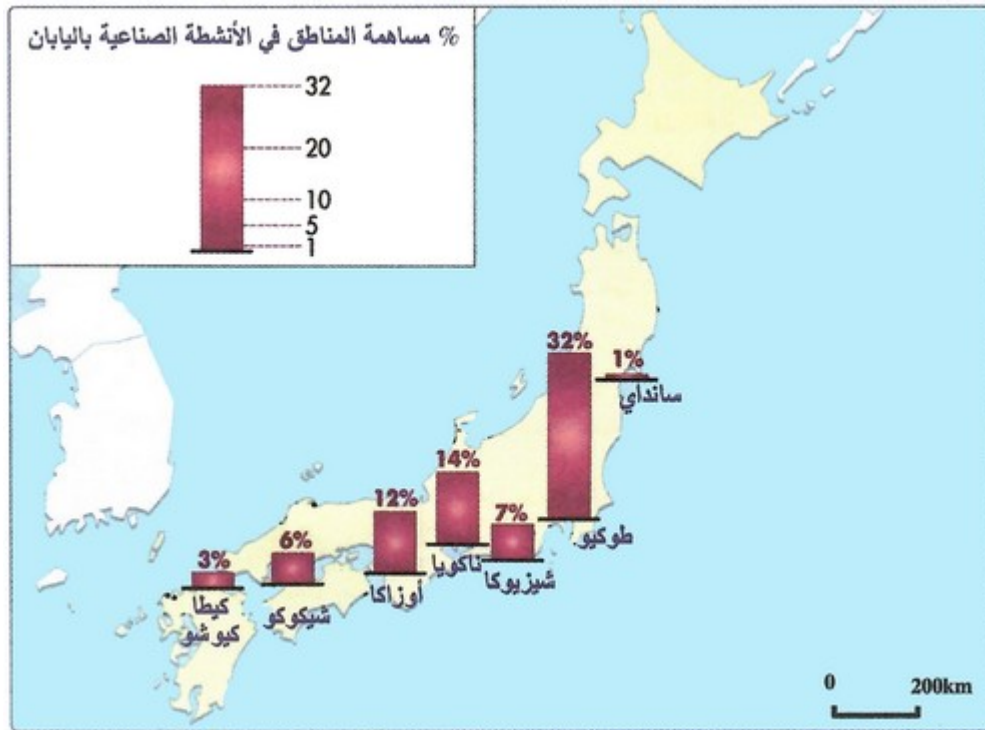 % مساهمة المناطق في الأنشطة الصناعية باليابان
32
20
10
5
1
32%
1%
سانداي
14%
12%
7%
طوكيو
6%
3%
ناكويا
شيزيوكا
أوزاكا
شيكوكو
كيطا
كيوشو
0 200km